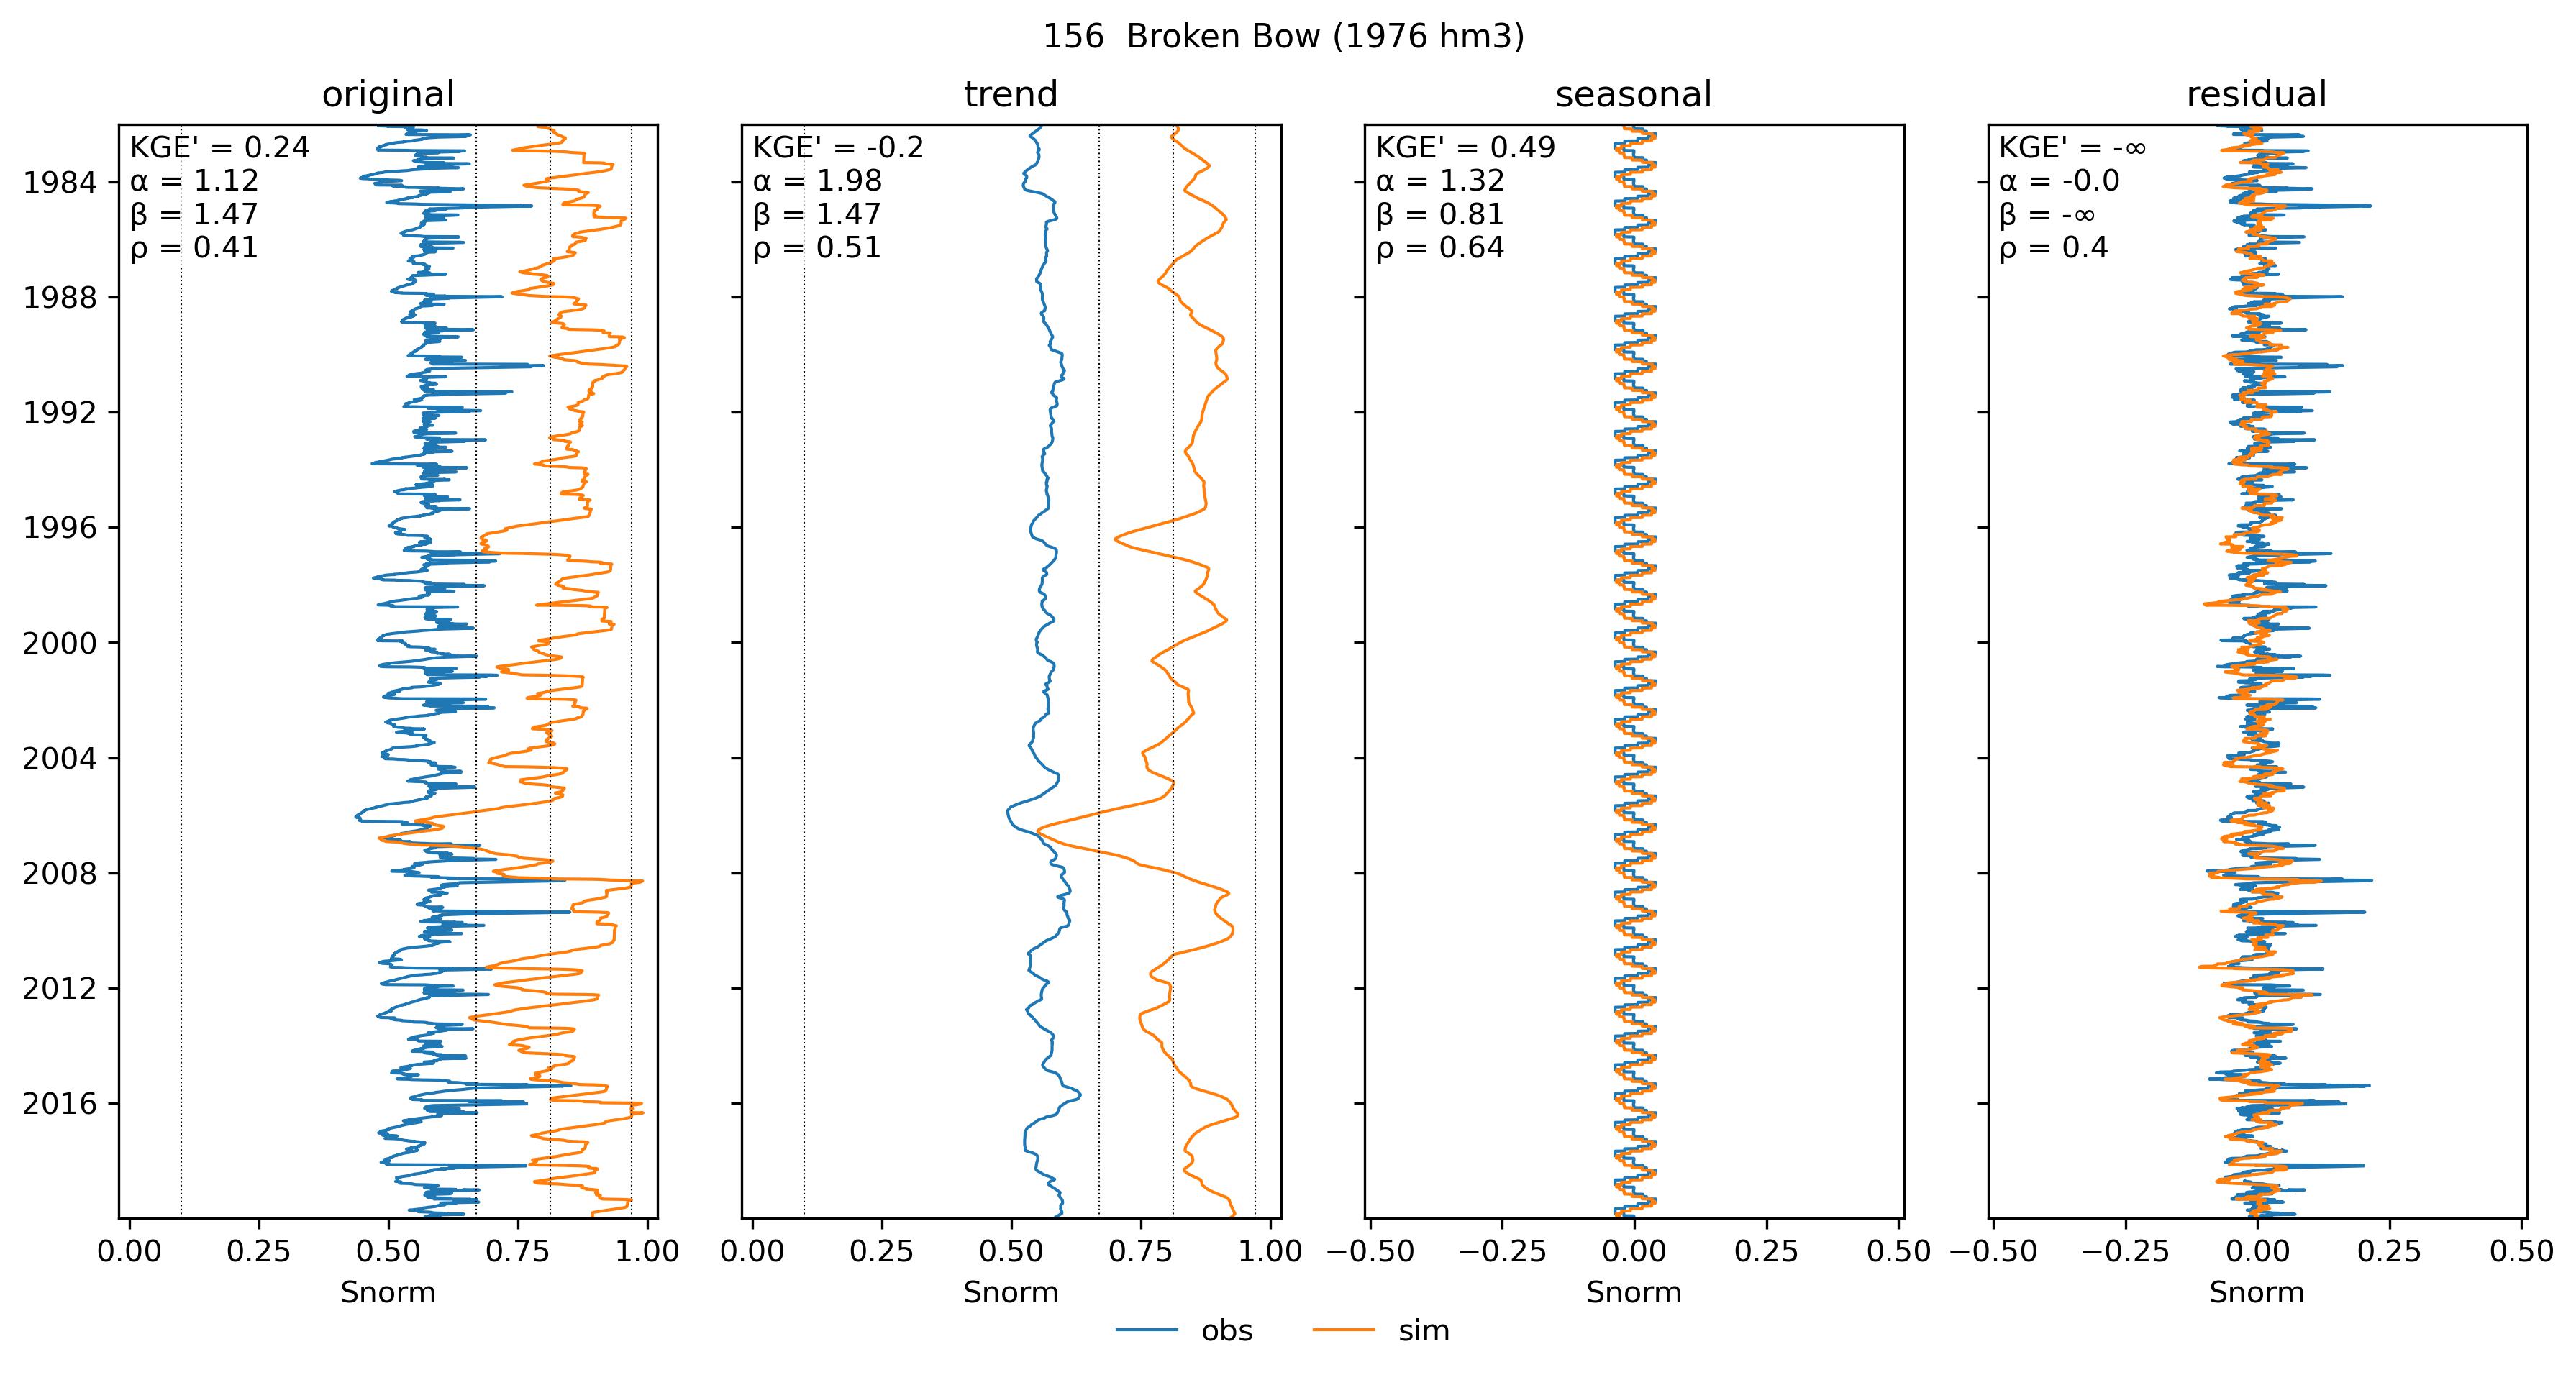 156  Broken Bow (1976 hm3)
original
trend
seasonal
residual
KGE' = 0.24
α = 1.12
β = 1.47
ρ = 0.41
KGE' = -0.2
α = 1.98
β = 1.47
ρ = 0.51
KGE' = 0.49
α = 1.32
β = 0.81
ρ = 0.64
KGE' = -∞
α = -0.0
β = -∞
ρ = 0.4
1984
1988
1992
1996
2000
2004
2008
2012
2016
0.00 0.25 0.50 0.75 1.00
0.00 0.25 0.50 0.75 1.00
−0.50 −0.25 0.00 0.25 0.50
−0.50 −0.25 0.00 0.25 0.50
Snorm
Snorm
Snorm
Snorm
obs
sim